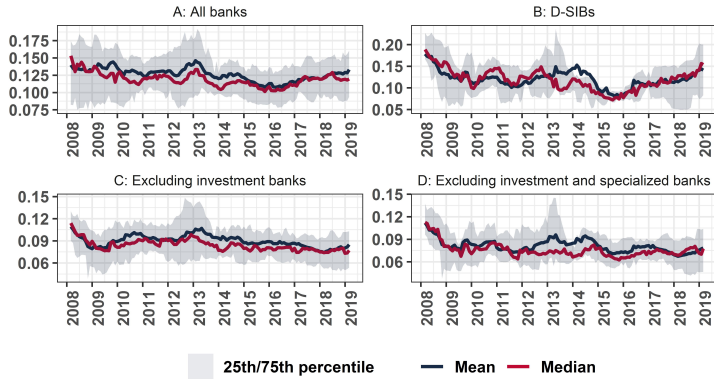 A: All banks
0.175
0.150
0.125
0.100
0.075
2008 2009 2010 2011 2012 2013 2014 2015 2016 2017 2018 2019
B: D-SIBs
0.20
0.15
0.10
0.05
2008 2009 2010 2011 2012 2013 2014 2015 2016 2017 2018 2019
C: Excluding investment banks
0.15
0.12
0.09
0.06
2008 2009 2010 2011 2012 2013 2014 2015 2016 2017 2018 2019
D: Excluding investment and specialized banks
0.15
0.12
0.09
0.06
2008 2009 2010 2011 2012 2013 2014 2015 2016 2017 2018 2019
25th/75th percentile Mean Median